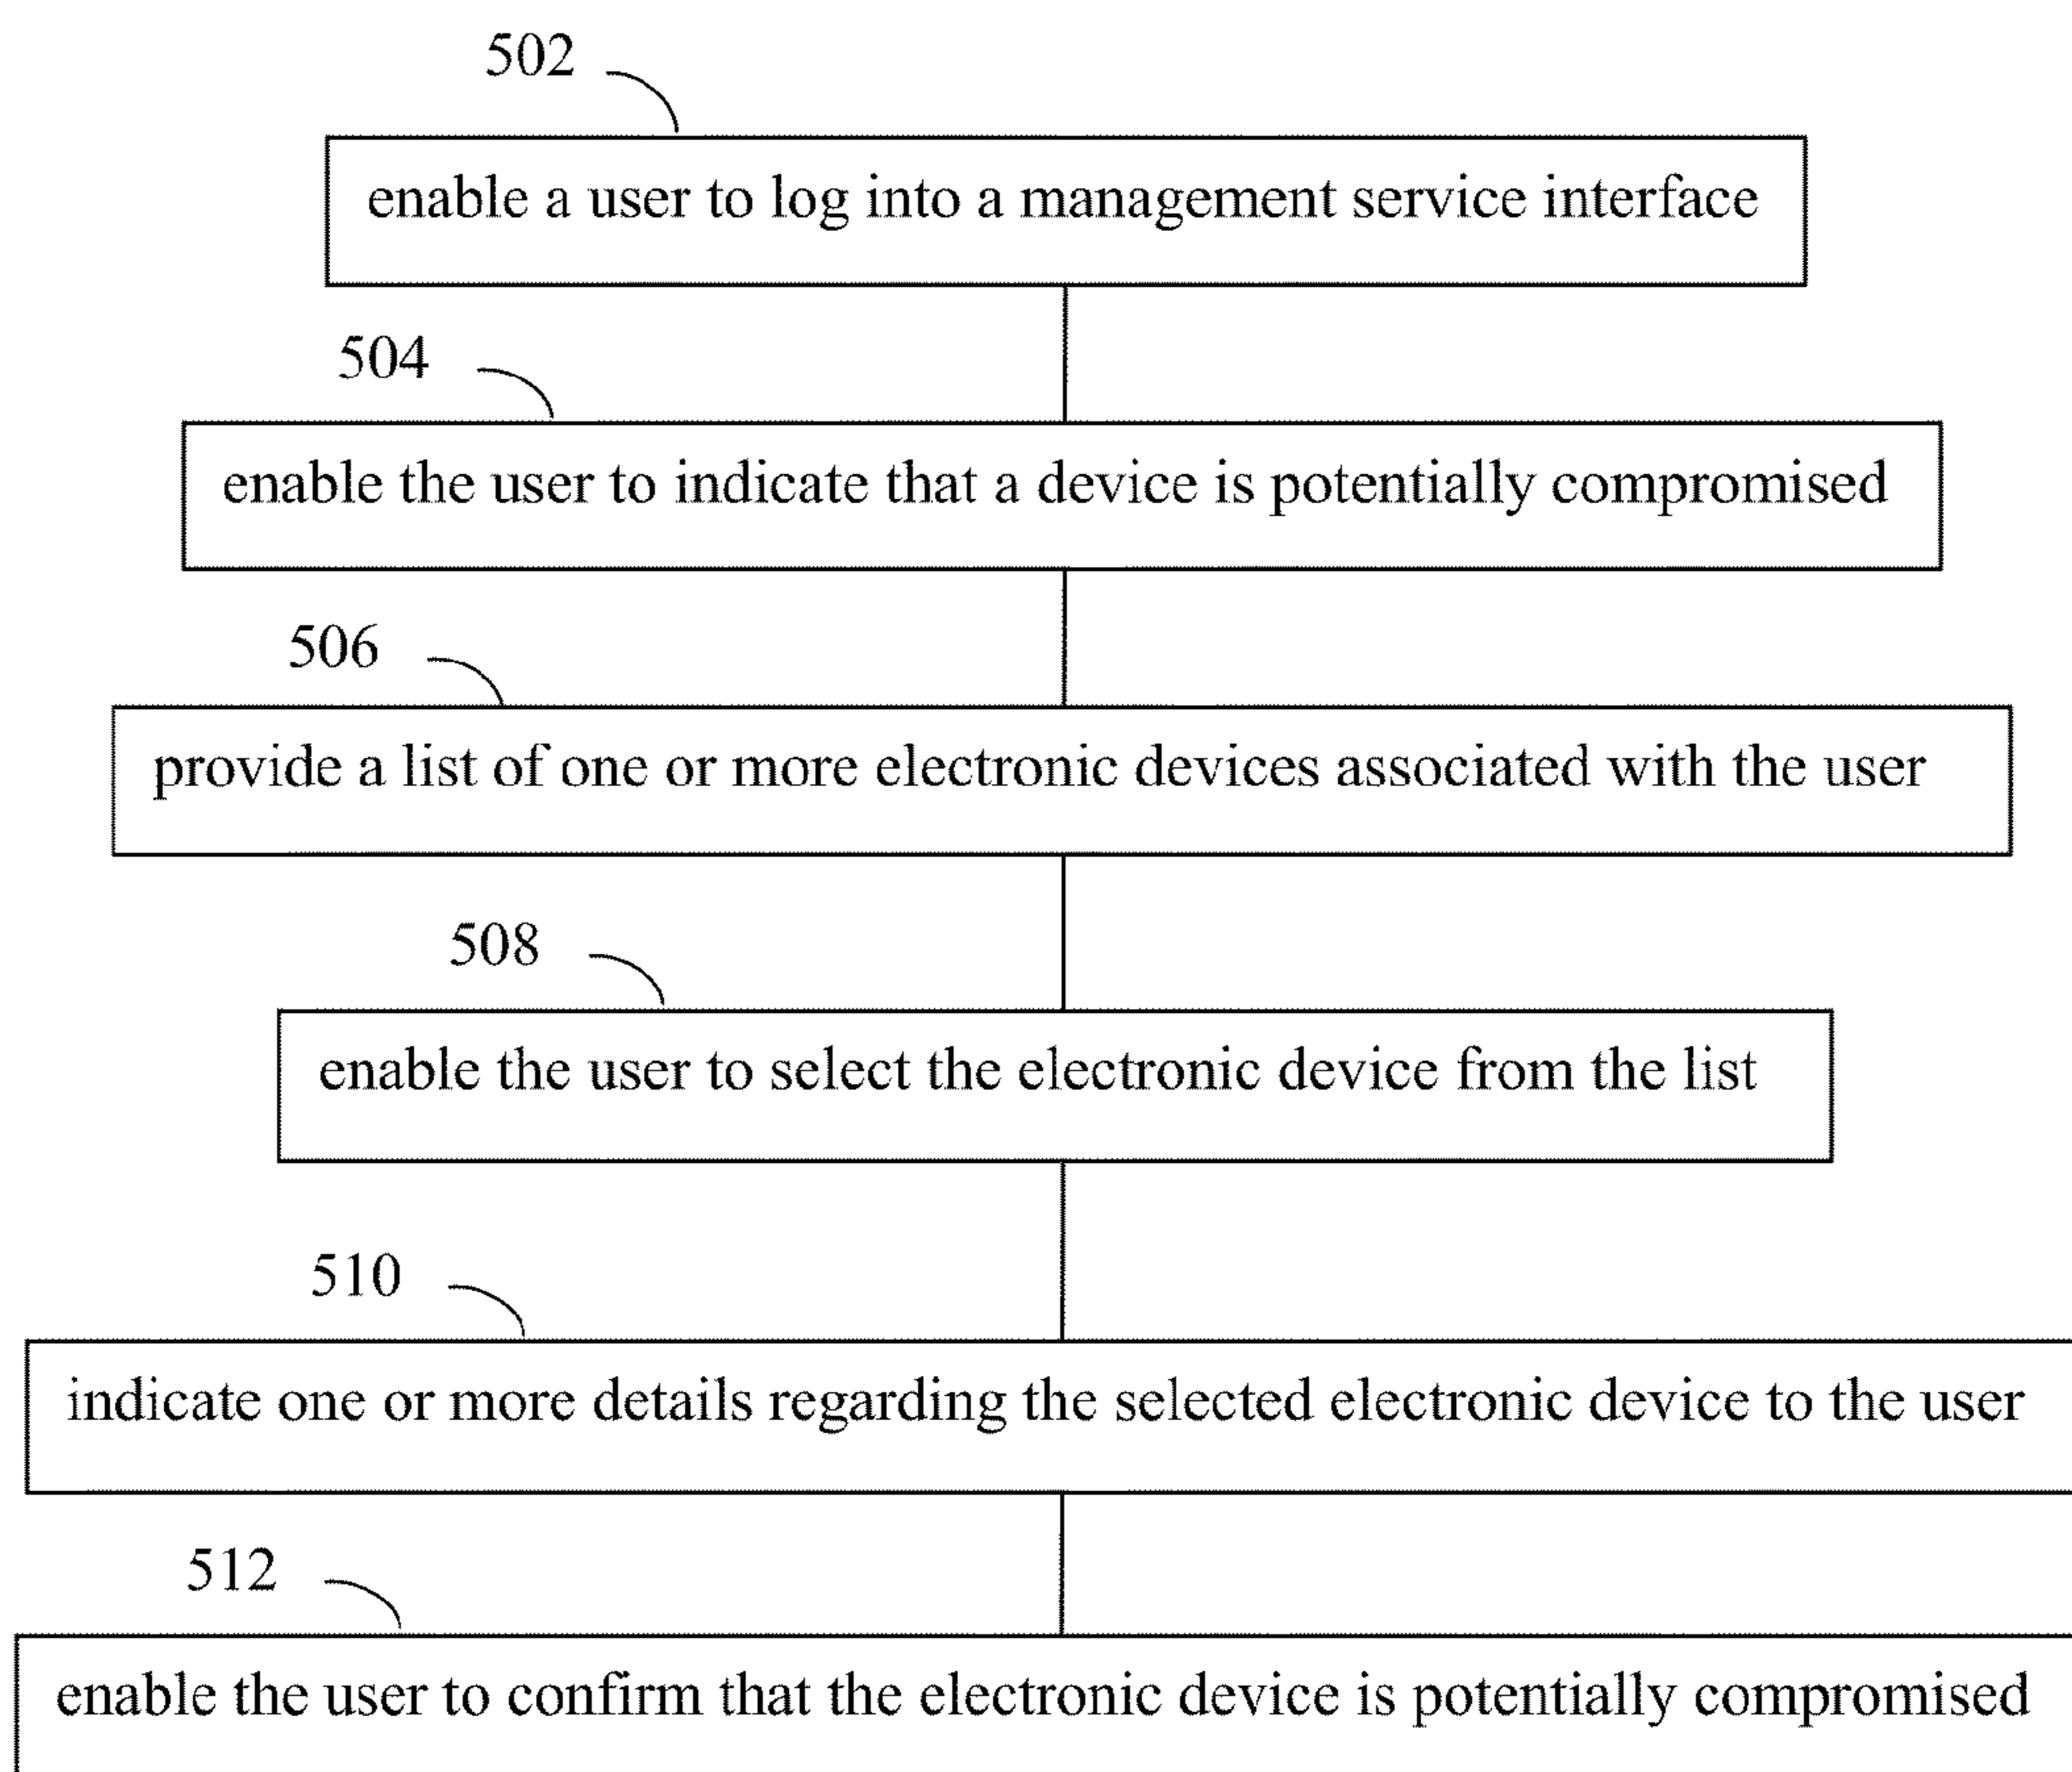 502
enable a user to log into a management service interface
504
enable the user to indicate that a device is potentially compromised
506
provide a list of one or more electronic devices associated with the user
508
enable the user to select the electronic device from the list
510
indicate one or more details regarding the selected electronic device to the user
512
enable the user to confirm that the electronic device is potentially compromised